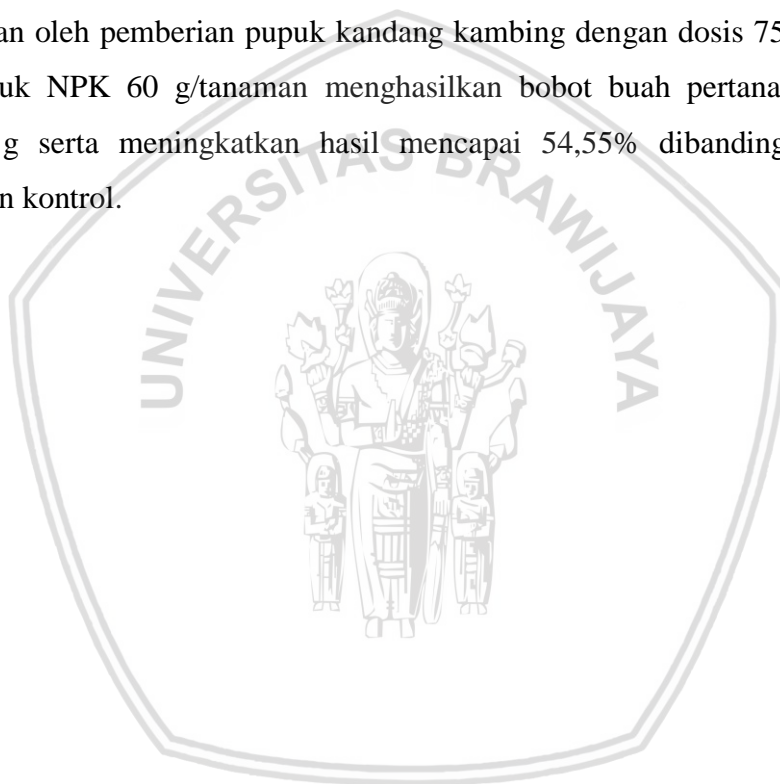 an oleh pemberian pupuk kandang kambing dengan dosis 75
uk NPK 60 g/tanaman menghasilkan bobot buah pertana
g serta meningkatkan hasil mencapai 54,55% dibanding
n kontrol.
UNIVERSITAS BRAWIJAYA